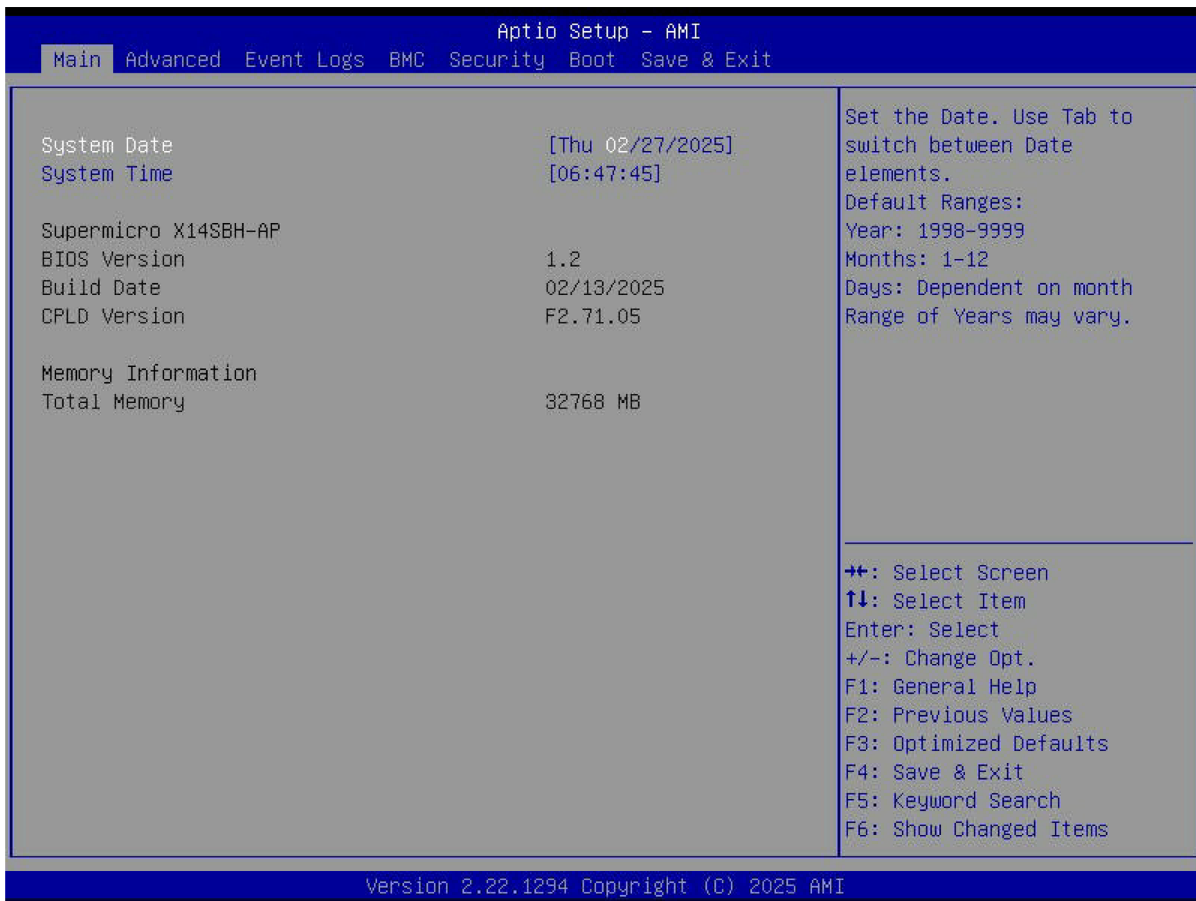 Aptio Setup – AMI
Main Advanced Event Logs BMC Security Boot Save & Exit
System Date [Thu 02/27/2025]
System Time [06:47:45]
Supermicro X14SBH-AP
BIOS Version 1.2
Build Date 02/13/2025
CPLD Version F2.71.05
Memory Information
Total Memory 32768 MB
Set the Date. Use Tab to
switch between Date
elements.
Default Ranges:
Year: 1998-9999
Months: 1-12
Days: Dependent on month
Range of Years may vary.
→←: Select Screen
↑↓: Select Item
Enter: Select
+/-: Change Opt.
F1: General Help
F2: Previous Values
F3: Optimized Defaults
F4: Save & Exit
F5: Keyword Search
F6: Show Changed Items
Version 2.22.1294 Copyright (C) 2025 AMI